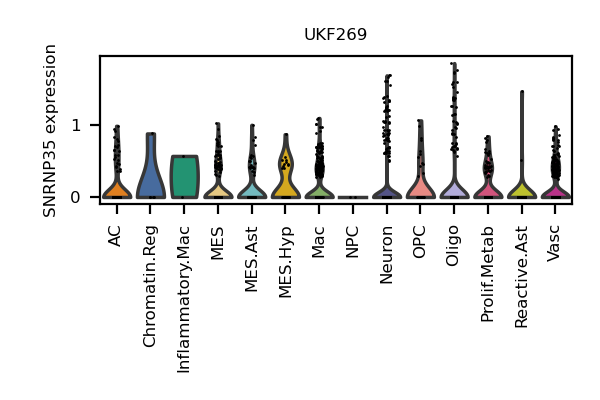 UKF269
SNRNP35 expression
1
0
AC
Chromatin.Reg
Inflammatory.Mac
MES
MES.Ast
MES.Hyp
Mac
NPC
Neuron
OPC
Oligo
Prolif.Metab
Reactive.Ast
Vasc